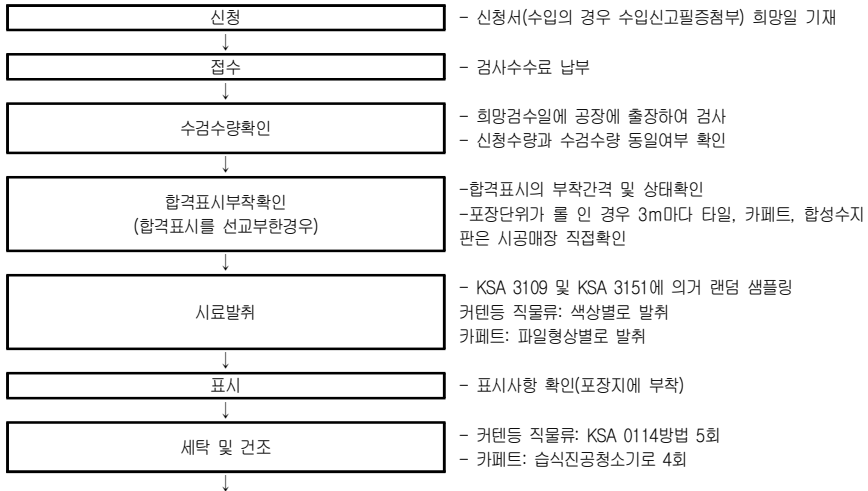 신청
- 신청서(수입의 경우 수입신고필증첨부) 희망일 기재
↓
접수
- 검사수수료 납부
↓
수검수량확인
- 희망검수일에 공장에 출장하여 검사
- 신청수량과 수검수량 동일여부 확인
↓
합격표시부착확인
(합격표시를 선교부한경우)
-합격표시의 부착간격 및 상태확인
-포장단위가 롤 인 경우 3m마다 타일, 카페트, 합성수지
판은 시공매장 직접확인
↓
시료발취
- KSA 3109 및 KSA 3151에 의거 랜덤 샘플링
커텐등 직물류: 색상별로 발취
카페트: 파일형상별로 발취
↓
표시
- 표시사항 확인(포장지에 부착)
↓
세탁 및 건조
- 커텐등 직물류: KSA 0114방법 5회
- 카페트: 습식진공청소기로 4회
↓